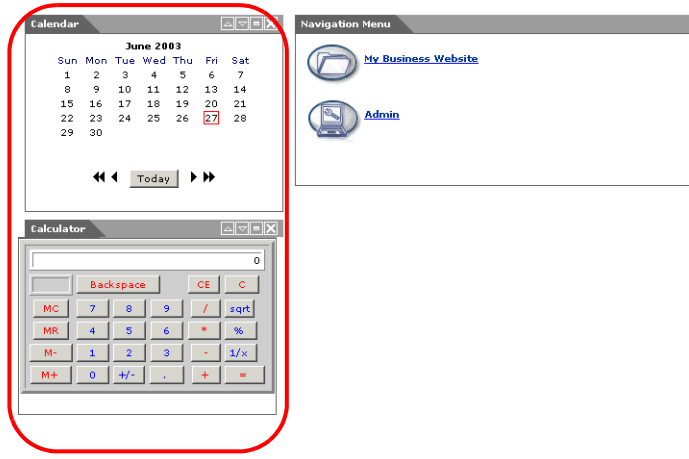 Calendar
June 2003
Sun Mon Tue Wed Thu Fri Sat
1 2 3 4 5 6 7
8 9 10 11 12 13 14
15 16 17 18 19 20 21
22 23 24 25 26 27 28
29 30
Today
Calculator
0
Backspace CE C
MC 7 8 9 / sqrt
MR 4 5 6 * %
M- 1 2 3 - 1/x
M+ 0 +/- . + =
Navigation Menu
My Business Website
Admin